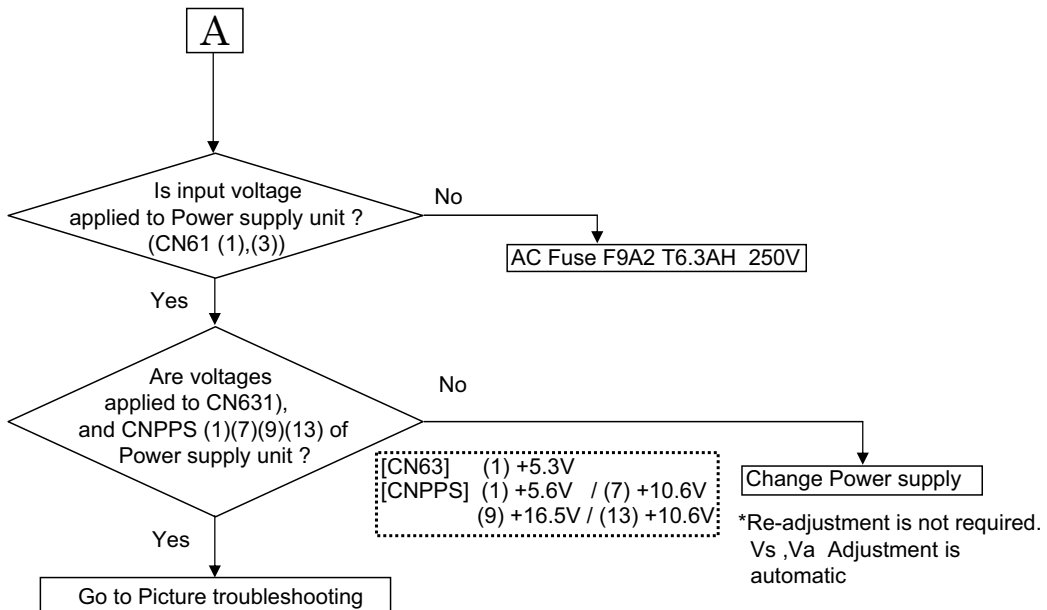 A
Is input voltage
applied to Power supply unit ?
(CN61 (1),(3))
No
AC Fuse F9A2 T6.3AH 250V
Yes
Are voltages
applied to CN631),
and CNPPS (1)(7)(9)(13) of
Power supply unit ?
No
[CN63] (1) +5.3V
[CNPPS] (1) +5.6V / (7) +10.6V
(9) +16.5V / (13) +10.6V
Change Power supply
*Re-adjustment is not required.
Vs ,Va Adjustment is
automatic
Yes
Go to Picture troubleshooting